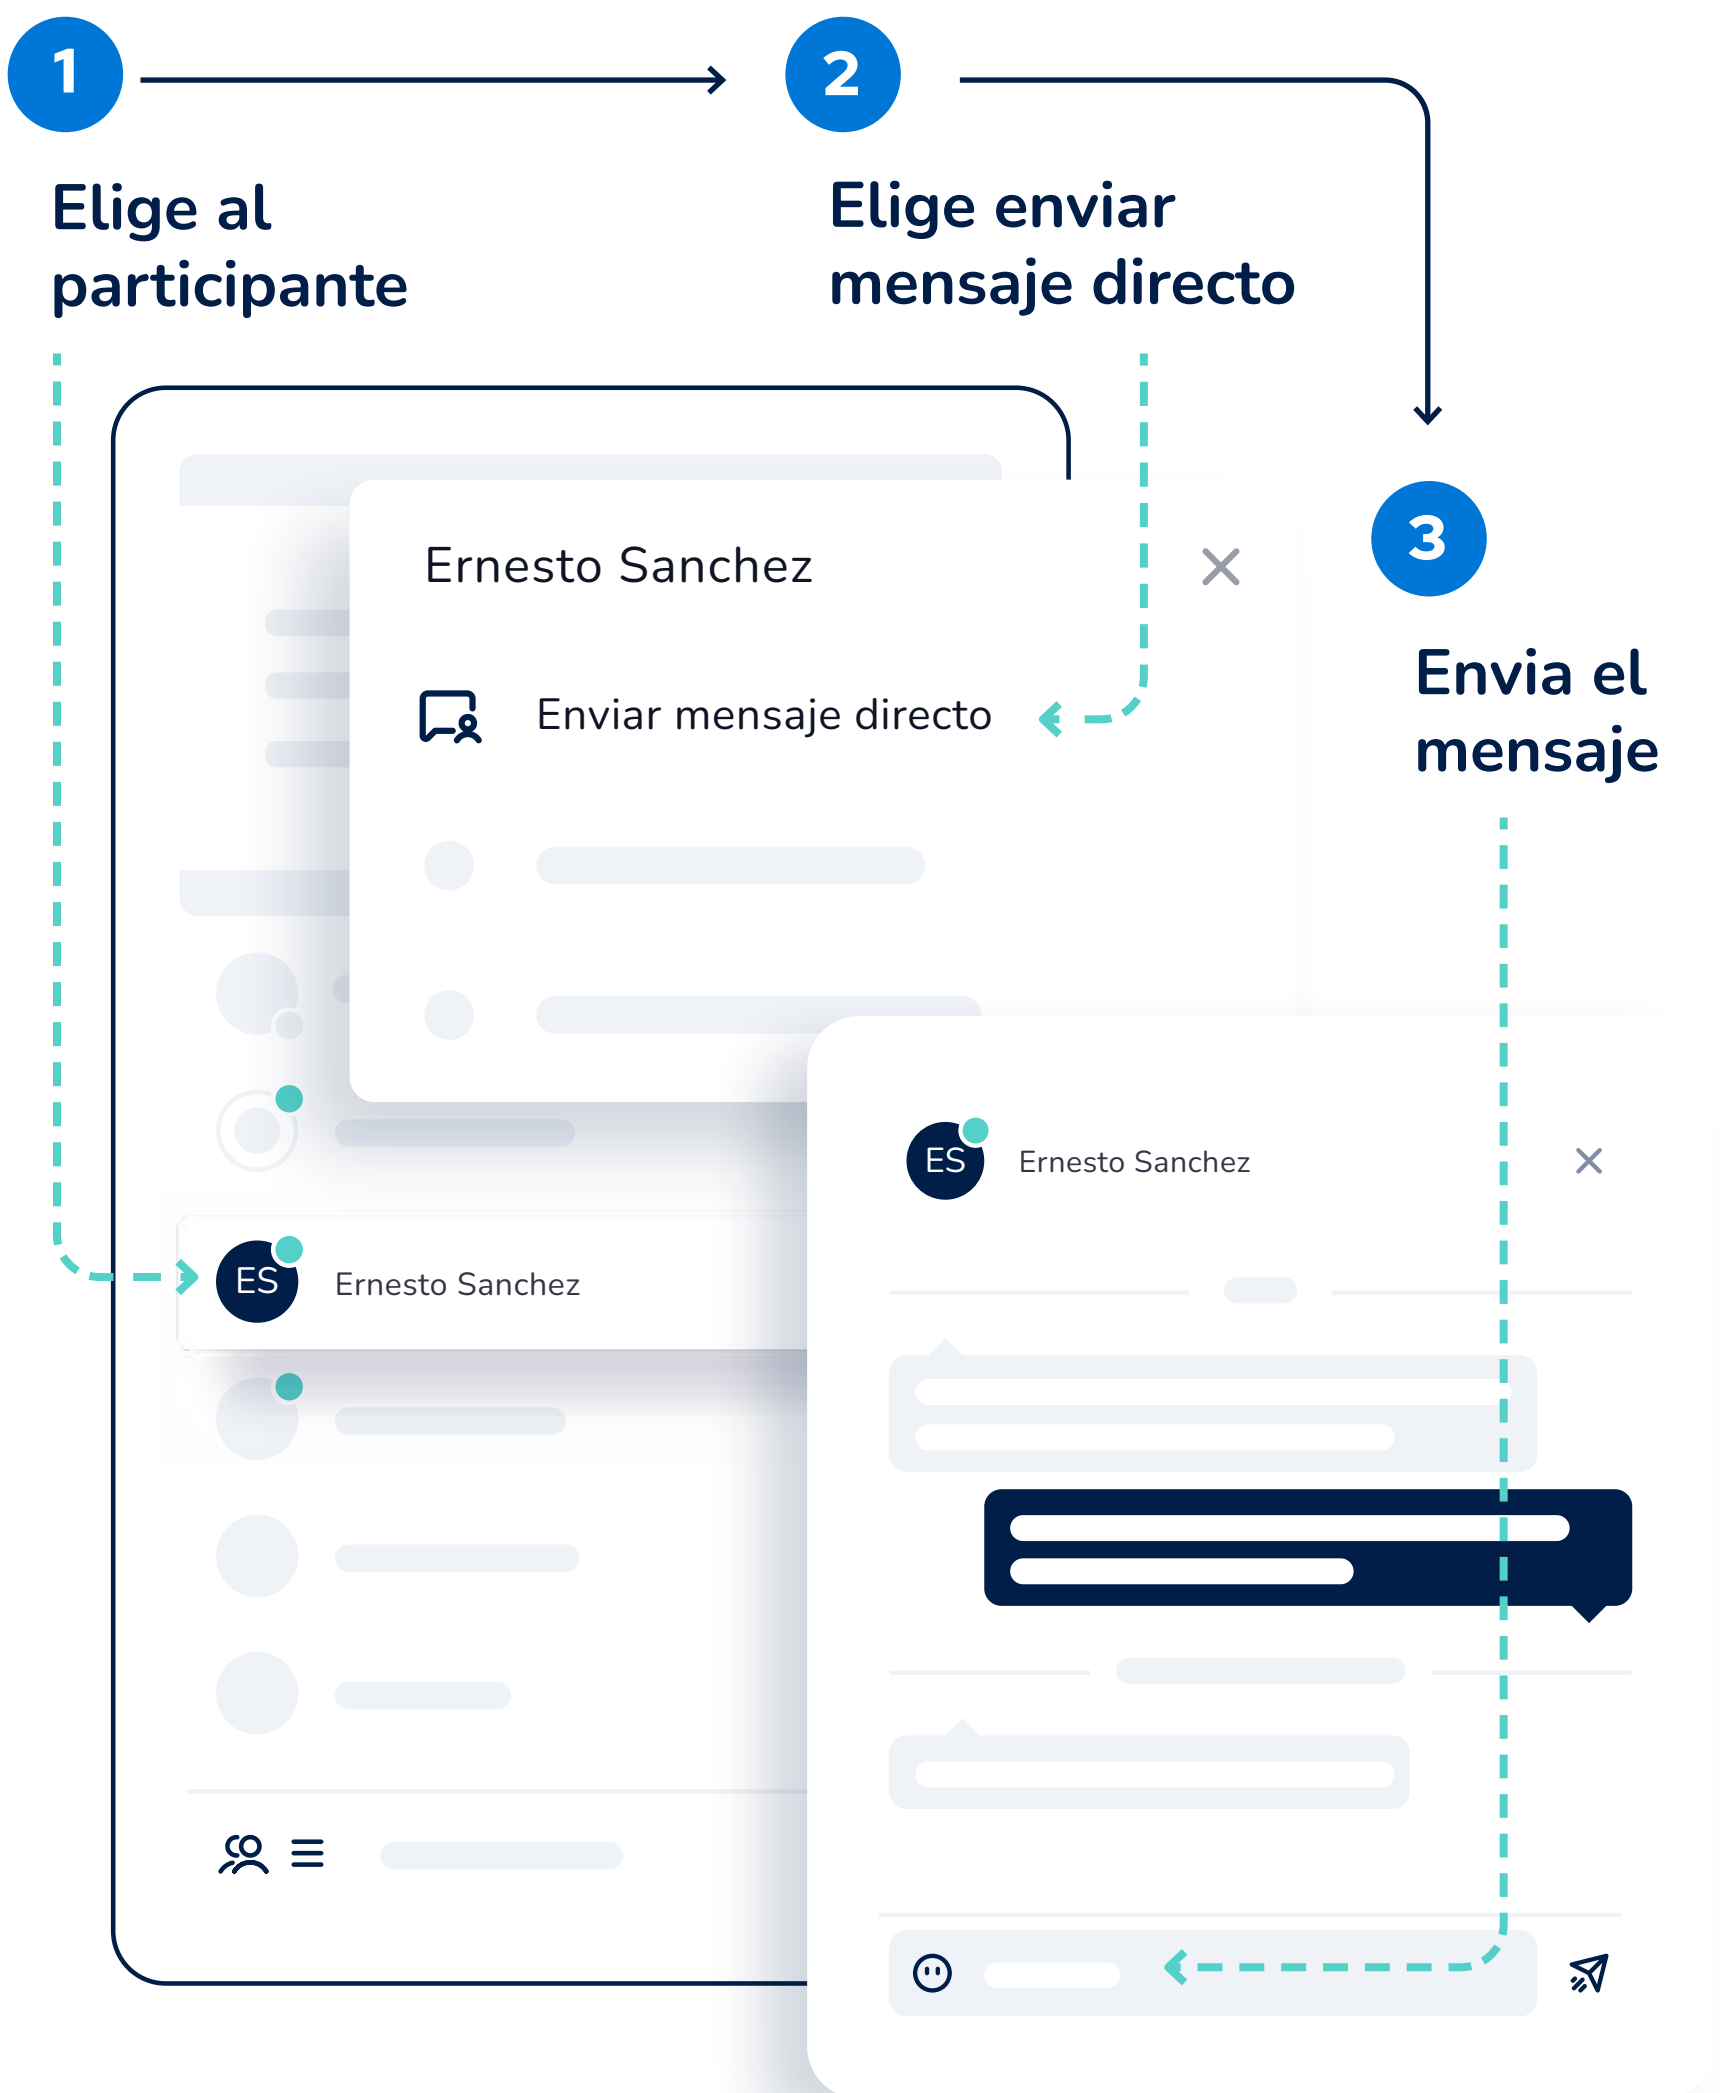 1
2
Elige al
participante
Elige enviar
mensaje directo
3
Envia el
mensaje
Ernesto Sanchez
Enviar mensaje directo
ES Ernesto Sanchez
ES Ernesto Sanchez